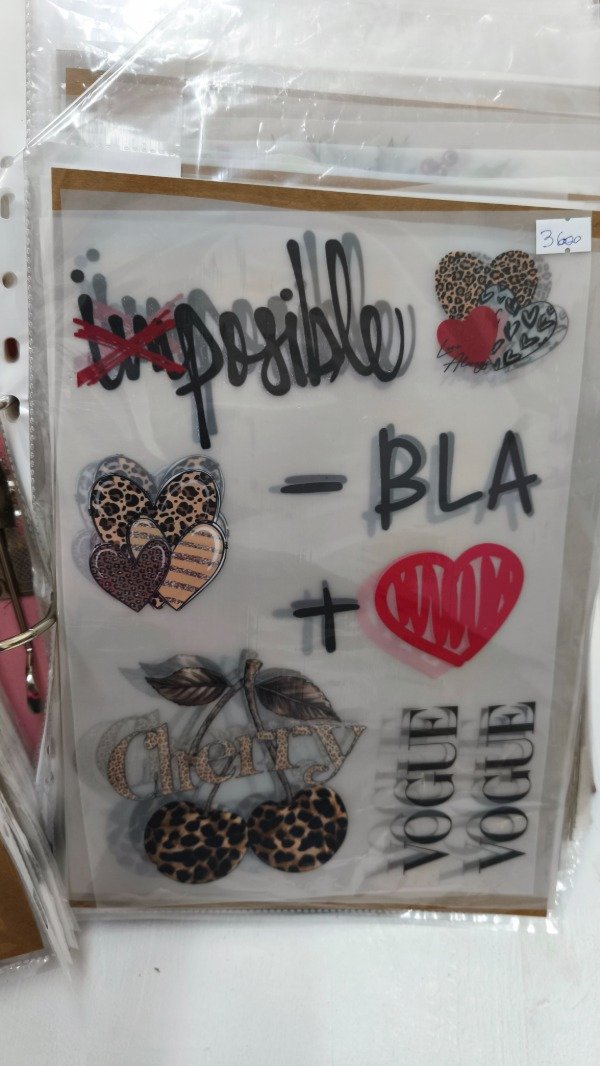 3600
imposible
- BLA
+
Cherry
VOGUE
VOGUE